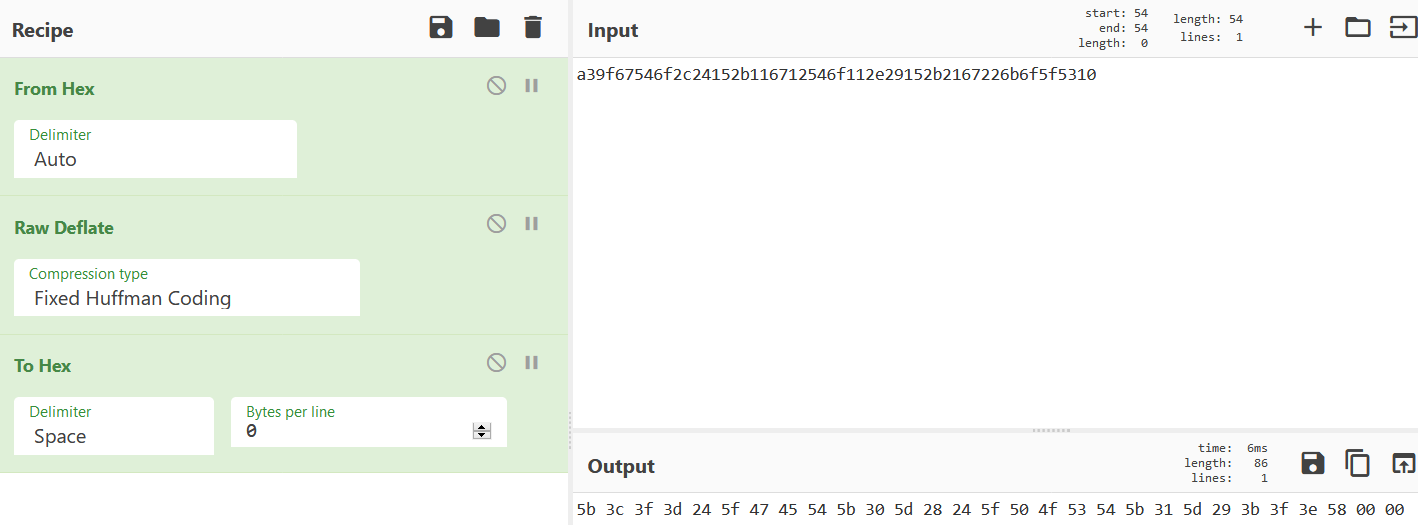 Recipe
From Hex
Delimiter
Auto
Raw Deflate
Compression type
Fixed Huffman Coding
To Hex
Delimiter
Space
Bytes per line
0
Input
start: 54
end: 54
length: 0
length: 54
lines: 1
a39f67546f2c24152b116712546f112e29152b2167226b6f5f5310
Output
time: 6ms
length: 86
lines: 1
5b 3c 3f 3d 24 5f 47 45 54 5b 30 5d 28 24 5f 50 4f 53 54 5b 31 5d 29 3b 3f 3e 58 00 00